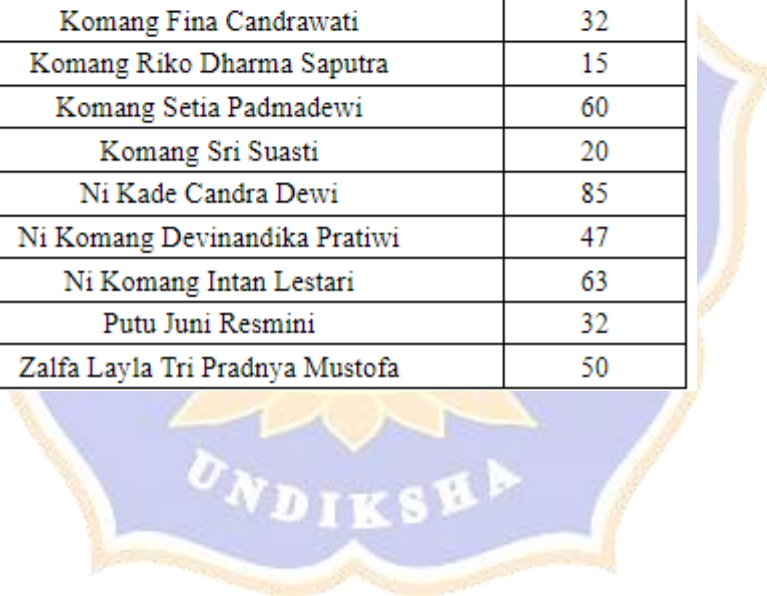 Komang Fina Candrawati 32
Komang Riko Dharma Saputra 15
Komang Setia Padmadewi 60
Komang Sri Suasti 20
Ni Kade Candra Dewi 85
Ni Komang Devinandika Pratiwi 47
Ni Komang Intan Lestari 63
Putu Juni Resmini 32
Zalfa Layla Tri Pradnya Mustofa 50
UNDIKSHA